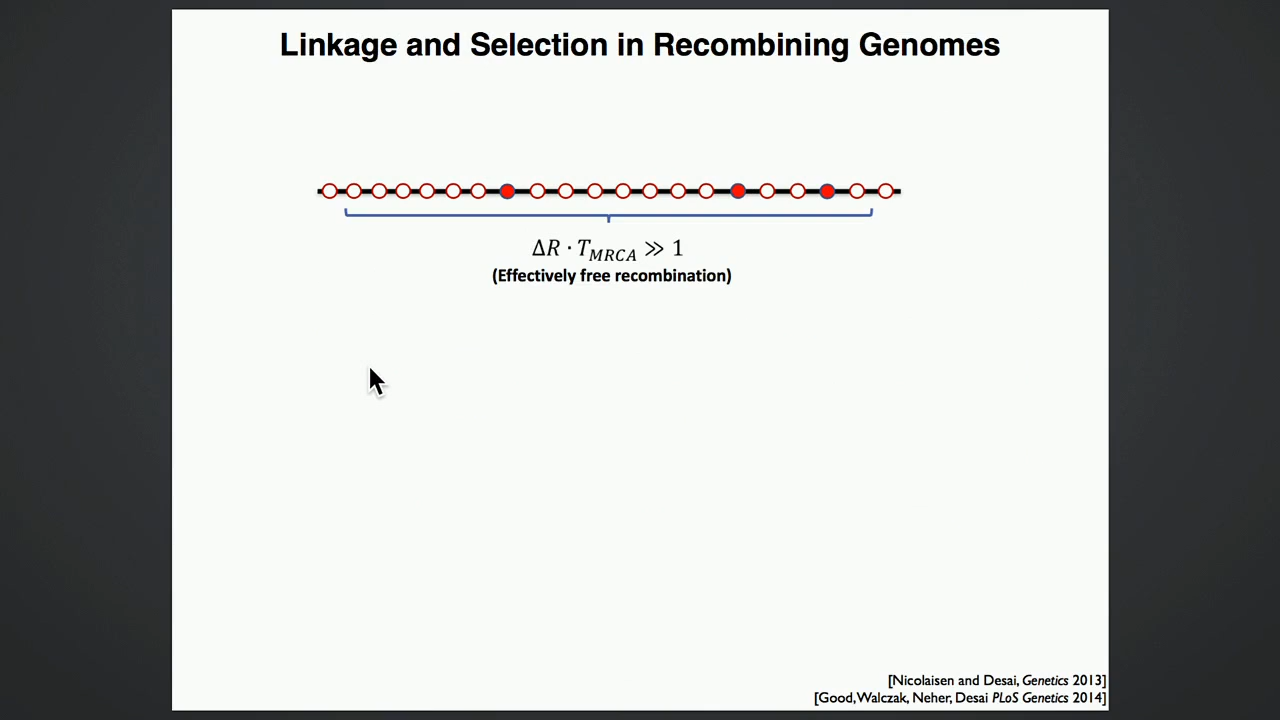 Linkage and Selection in Recombining Genomes
ΔR · T_MRCA ≫ 1
(Effectively free recombination)
[Nicolaisen and Desai, Genetics 2013]
[Good,Walczak, Neher, Desai PLoS Genetics 2014]